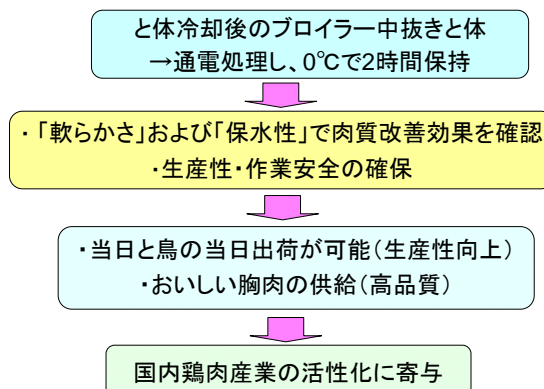 と体冷却後のブロイラー中抜きと体
→通電処理し、0℃で2時間保持
・「軟らかさ」および「保水性」で肉質改善効果を確認
・生産性・作業安全の確保
・当日と鳥の当日出荷が可能(生産性向上)
・おいしい胸肉の供給(高品質)
国内鶏肉産業の活性化に寄与